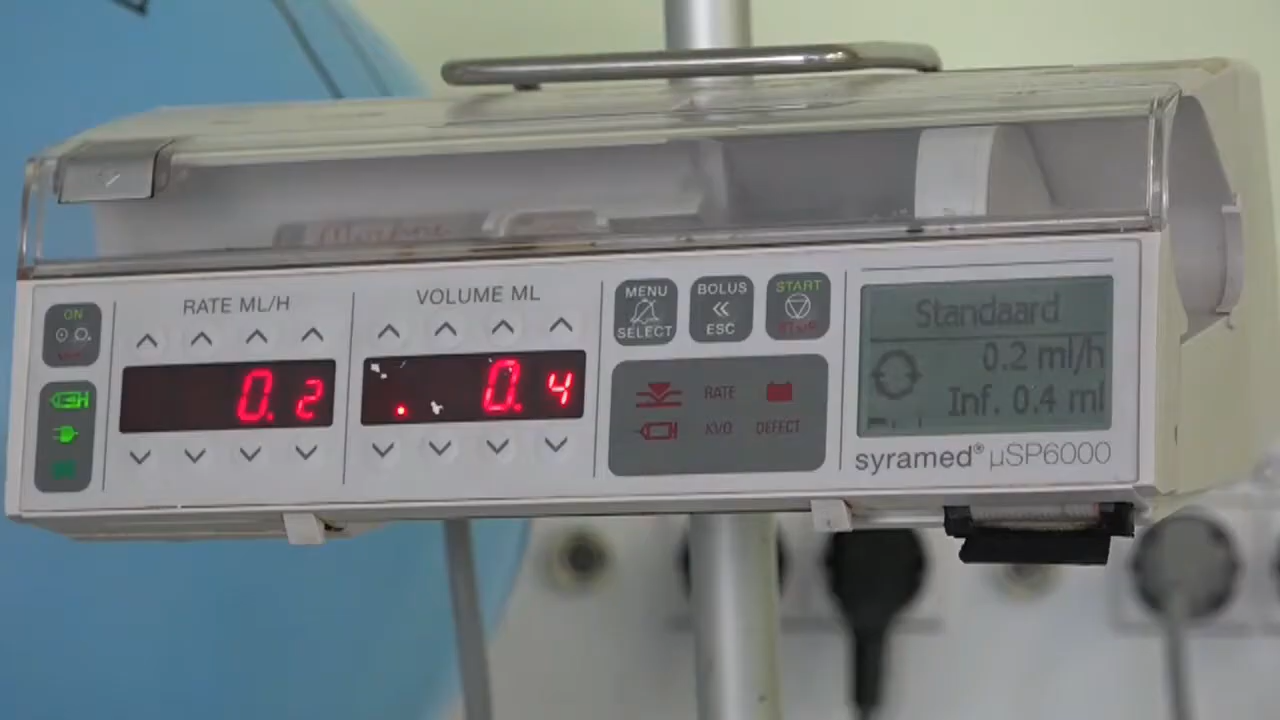 RATE ML/H
VOLUME ML
ON
0.2
0.4
MENU
SELECT
BOLUS
ESC
START
STOP
RATE
KVO
DEFECT
Standaard
0.2 ml/h
Inf. 0.4 ml
syramed® µSP6000